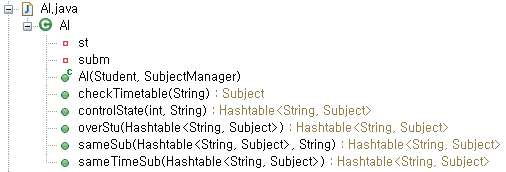 AI.java
AI
st
subm
AI(Student, SubjectManager)
checkTimetable(String) : Subject
controlState(int, String) : Hashtable<String, Subject>
overStu(Hashtable<String, Subject>) : Hashtable<String, Subject>
sameSub(Hashtable<String, Subject>, String) : Hashtable<String, Subject>
sameTimeSub(Hashtable<String, Subject>) : Hashtable<String, Subject>